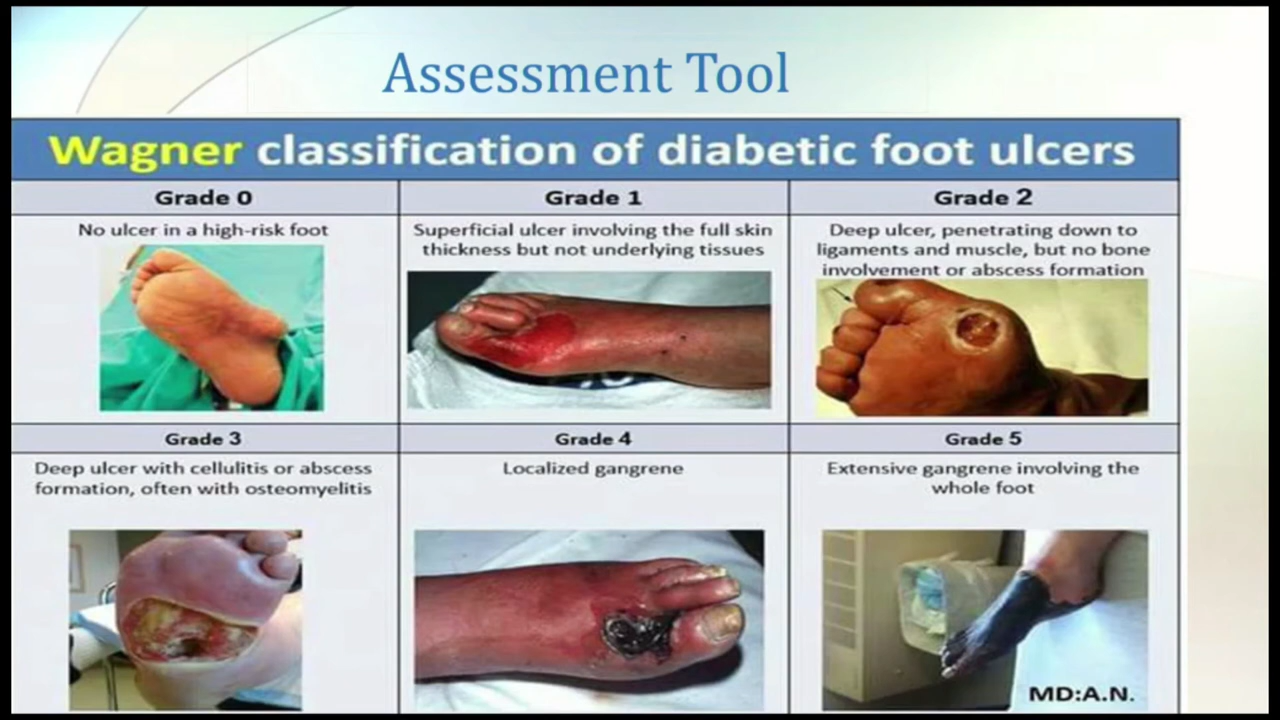 Assessment Tool
Wagner classification of diabetic foot ulcers
Grade 0
Grade 1
Grade 2
No ulcer in a high-risk foot
Superficial ulcer involving the full skin
thickness but not underlying tissues
Deep ulcer, penetrating down to
ligaments and muscle, but no bone
involvement or abscess formation
Grade 3
Grade 4
Grade 5
Deep ulcer with cellulitis or abscess
formation, often with osteomyelitis
Localized gangrene
Extensive gangrene involving the
whole foot
MD:A.N.